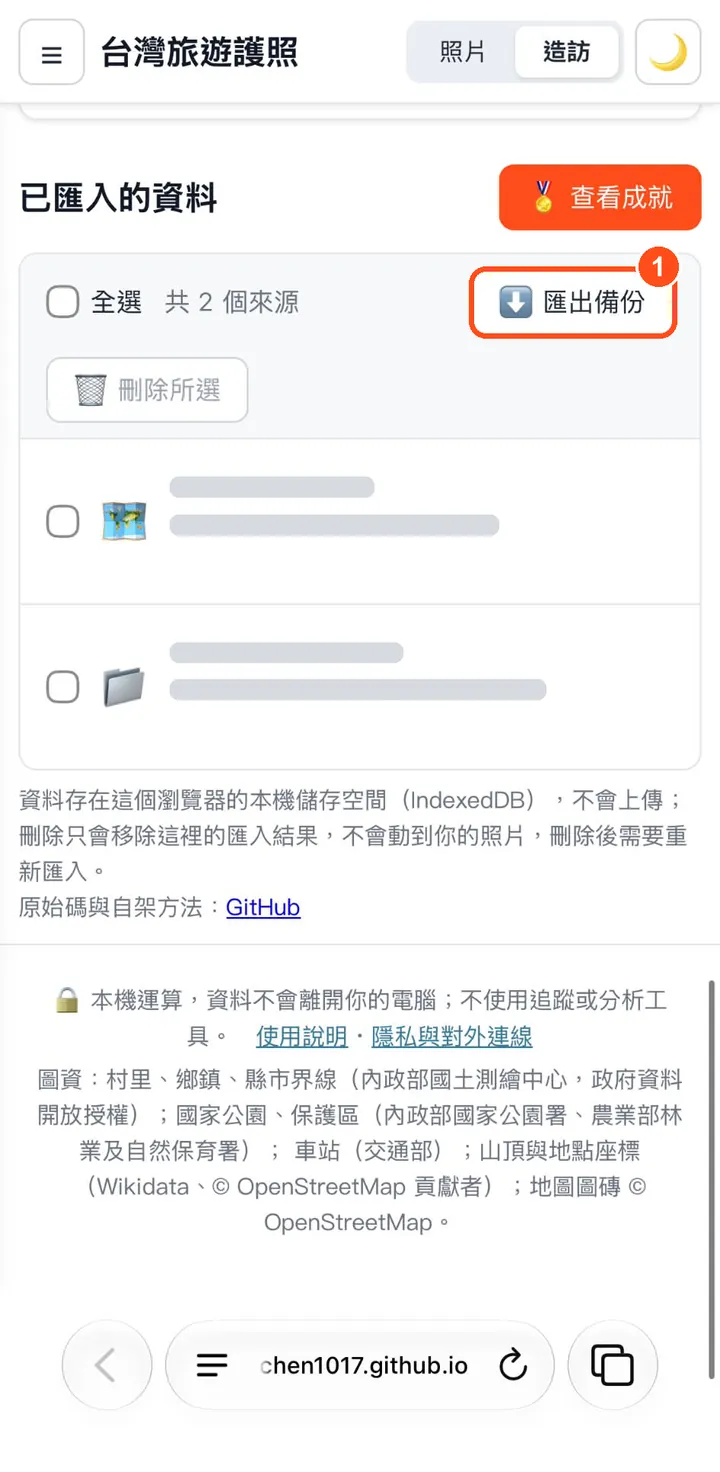 台灣旅遊護照
照片
造訪
已匯入的資料
查看成就
全選
共 2 個來源
匯出備份
1
刪除所選
資料存在這個瀏覽器的本機儲存空間（IndexedDB），不會上傳；
刪除只會移除這裡的匯入結果，不會動到你的照片，刪除後需要重
新匯入。
原始碼與自架方法：GitHub
本機運算，資料不會離開你的電腦；不使用追蹤或分析工
具。 使用說明・隱私與對外連線
圖資：村里、鄉鎮、縣市界線（內政部國土測繪中心，政府資料
開放授權）；國家公園、保護區（內政部國家公園署、農業部林
業及自然保育署）； 車站（交通部）；山頂與地點座標
（Wikidata、© OpenStreetMap 貢獻者）；地圖圖磚 ©
OpenStreetMap。
chen1017.github.io